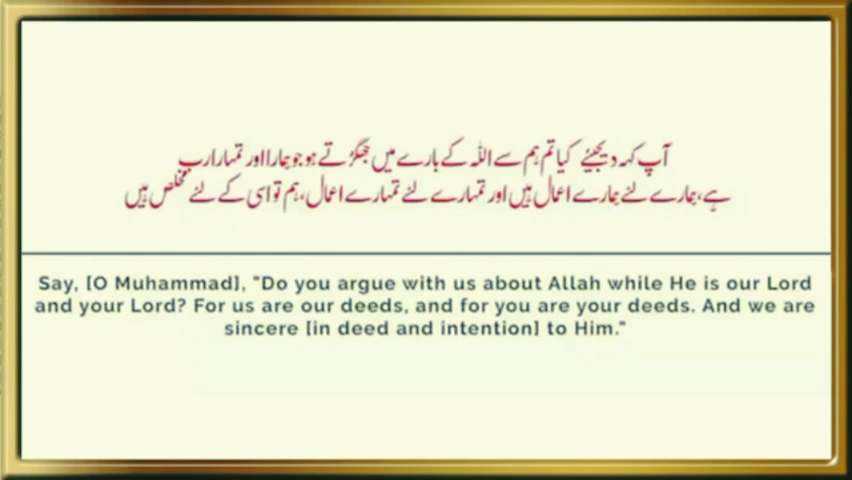 آپ کہہ دیجیئے کیا تم ہم سے اللہ کے بارے میں جھگڑتے ہو جو ہمارا اور تمہارا رب
ہے، ہمارے لئے ہمارے اعمال ہیں اور تمہارے لئے تمہارے اعمال، ہم تو اسی کے لئے مخلص ہیں
Say, [O Muhammad], "Do you argue with us about Allah while He is our Lord
and your Lord? For us are our deeds, and for you are your deeds. And we are
sincere [in deed and intention] to Him."